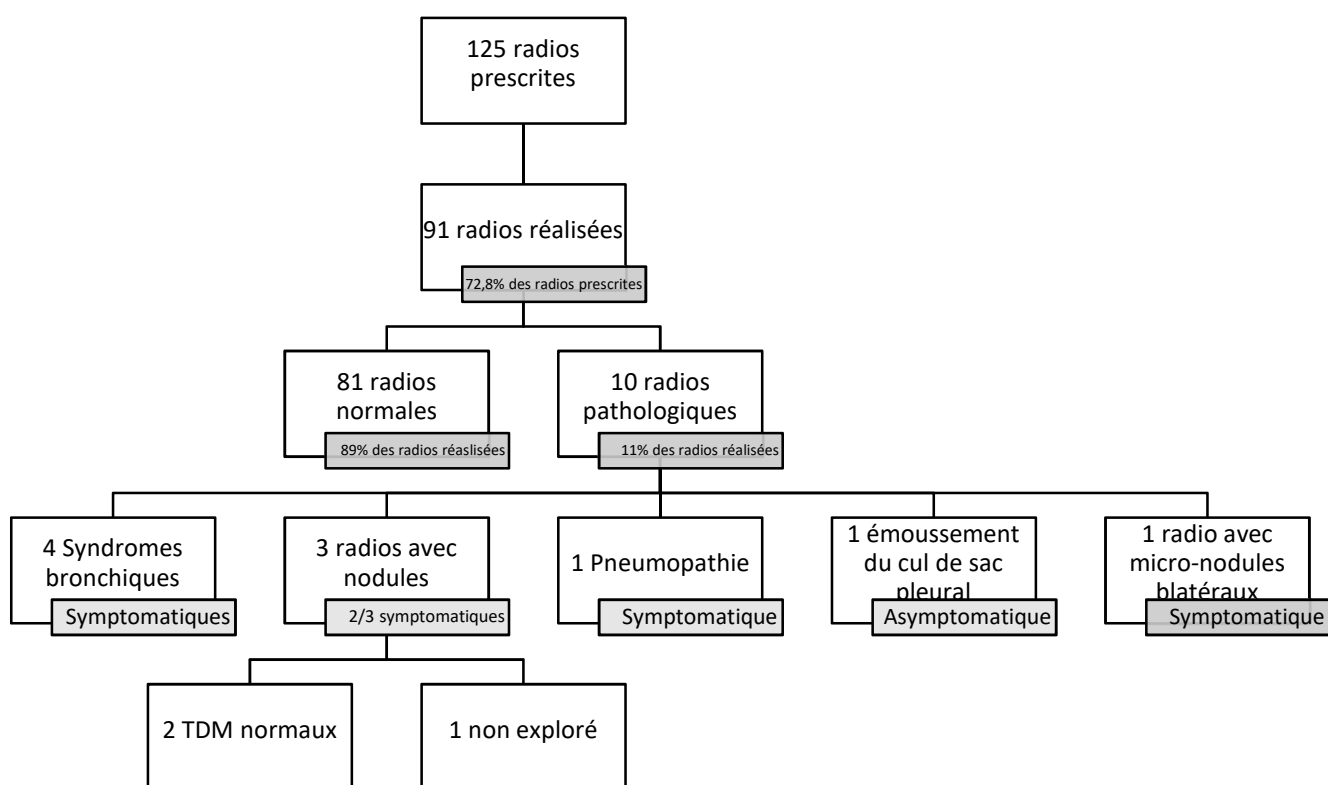 125 radios
prescrites
91 radios réalisées
72,8% des radios prescrites
81 radios
normales
89% des radios réaslisées
10 radios
pathologiques
11% des radios réalisées
4 Syndromes
bronchiques
Symptomatiques
3 radios avec
nodules
2/3 symptomatiques
1 Pneumopathie
Symptomatique
1 émoussement
du cul de sac
pleural
Asymptomatique
1 radio avec
micro-nodules
blatéraux
Symptomatique
2 TDM normaux
1 non exploré